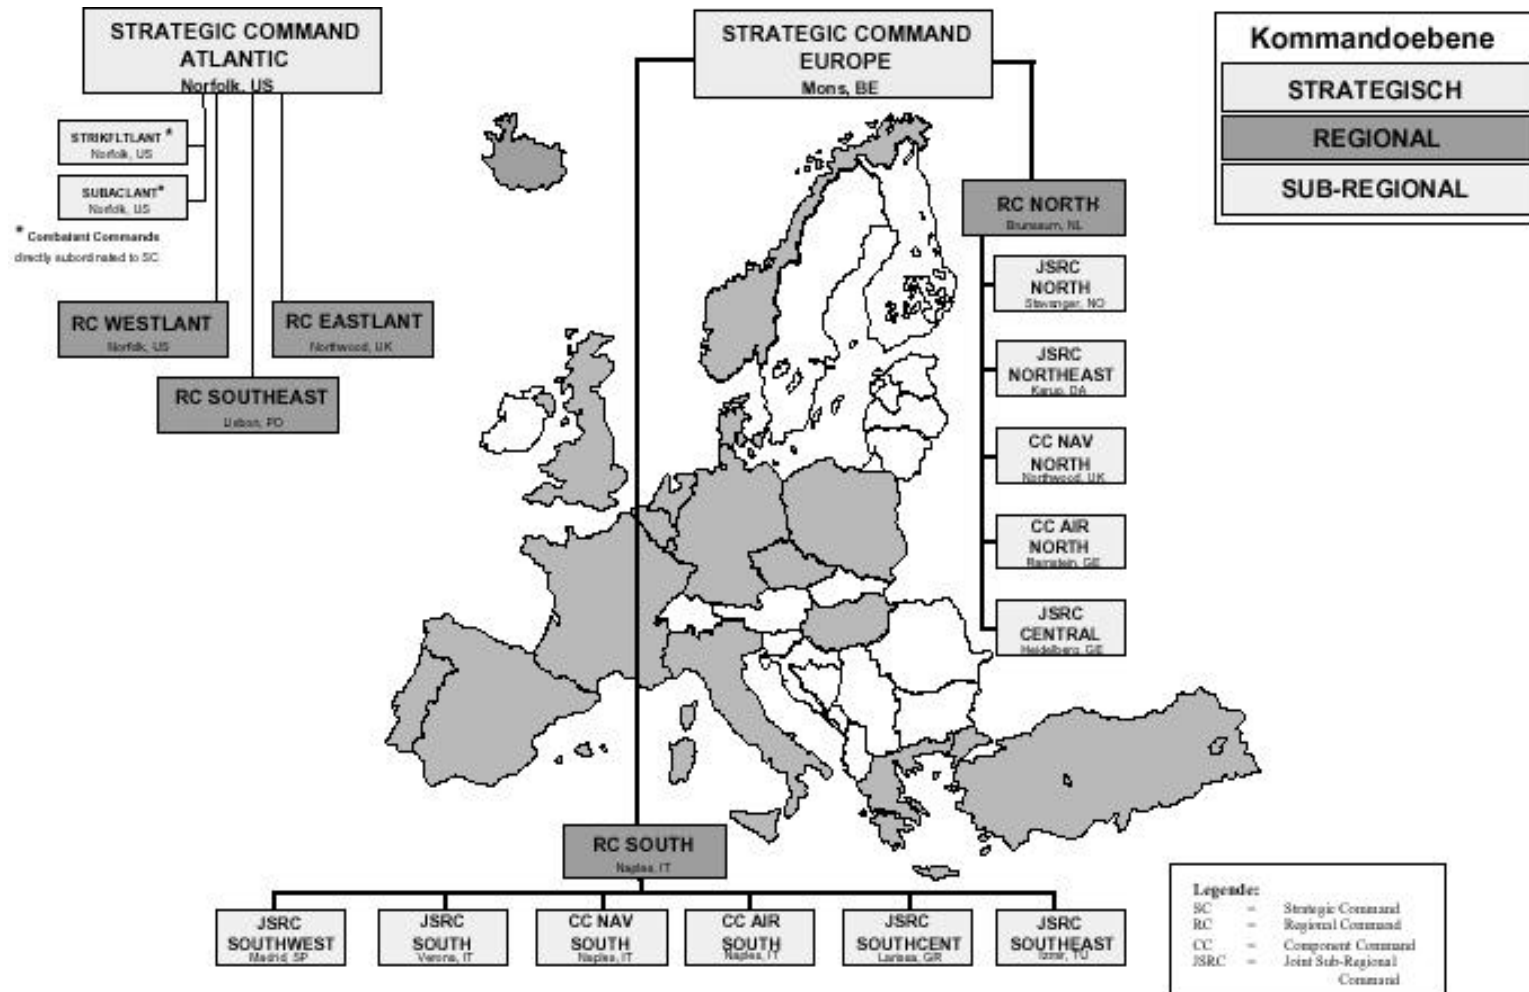 STRATEGIC COMMAND
ATLANTIC
Norfolk, US
STRIKFLTLANT *
Norfolk, US
SUBACLANT*
Norfolk, US
* Combatant Commands
directly subordinated to SC
RC WESTLANT
Norfolk, US
RC EASTLANT
Northwood, UK
RC SOUTHEAST
Lisbon, PO
STRATEGIC COMMAND
EUROPE
Mons, BE
RC NORTH
Brunssum, NL
JSRC
NORTH
Stavanger, NO
JSRC
NORTHEAST
Karup, DA
CC NAV
NORTH
Northwood, UK
CC AIR
NORTH
Ramstein, GE
JSRC
CENTRAL
Heidelberg, GE
RC SOUTH
Naples, IT
JSRC
SOUTHWEST
Madrid, SP
JSRC
SOUTH
Verona, IT
CC NAV
SOUTH
Naples, IT
CC AIR
SOUTH
Naples, IT
JSRC
SOUTHCENT
Larissa, GR
JSRC
SOUTHEAST
Izmir, TU
Kommandoebene
STRATEGISCH
REGIONAL
SUB-REGIONAL
Legende:
SC = Strategic Command
RC = Regional Command
CC = Component Command
JSRC = Joint Sub-Regional
Command